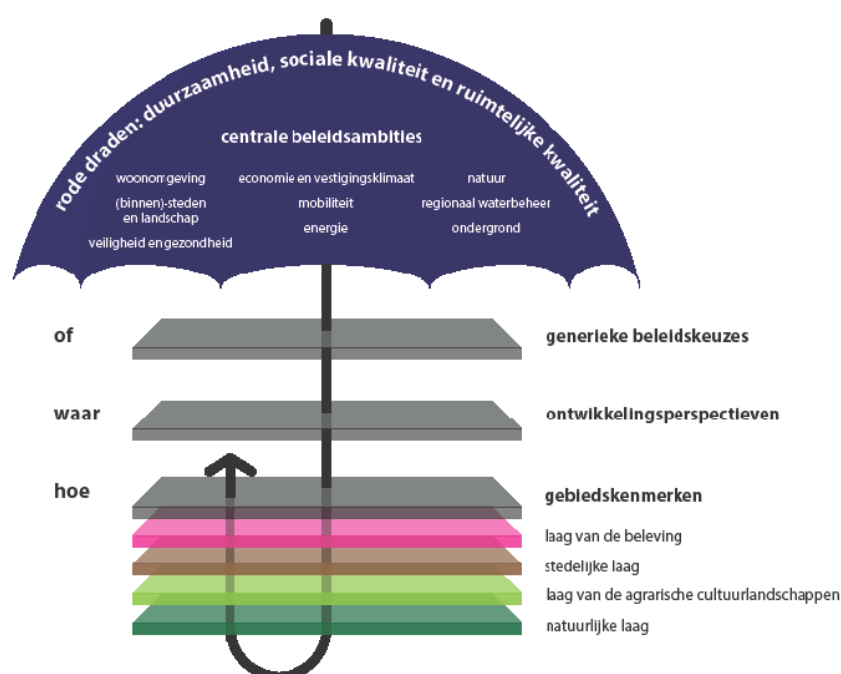 rode draden: duurzaamheid, sociale kwaliteit en ruimtelijke kwaliteit
centrale beleidsambities
woonomgeving
(binnen)-steden
en landschap
veiligheid en gezondheid
economie en vestigingsklimaat
mobiliteit
energie
natuur
regionaal waterbeheer
ondergrond
of
generieke beleidskeuzes
waar
ontwikkelingsperspectieven
hoe
gebiedskenmerken
laag van de beleving
stedelijke laag
laag van de agrarische cultuurlandschappen
natuurlijke laag